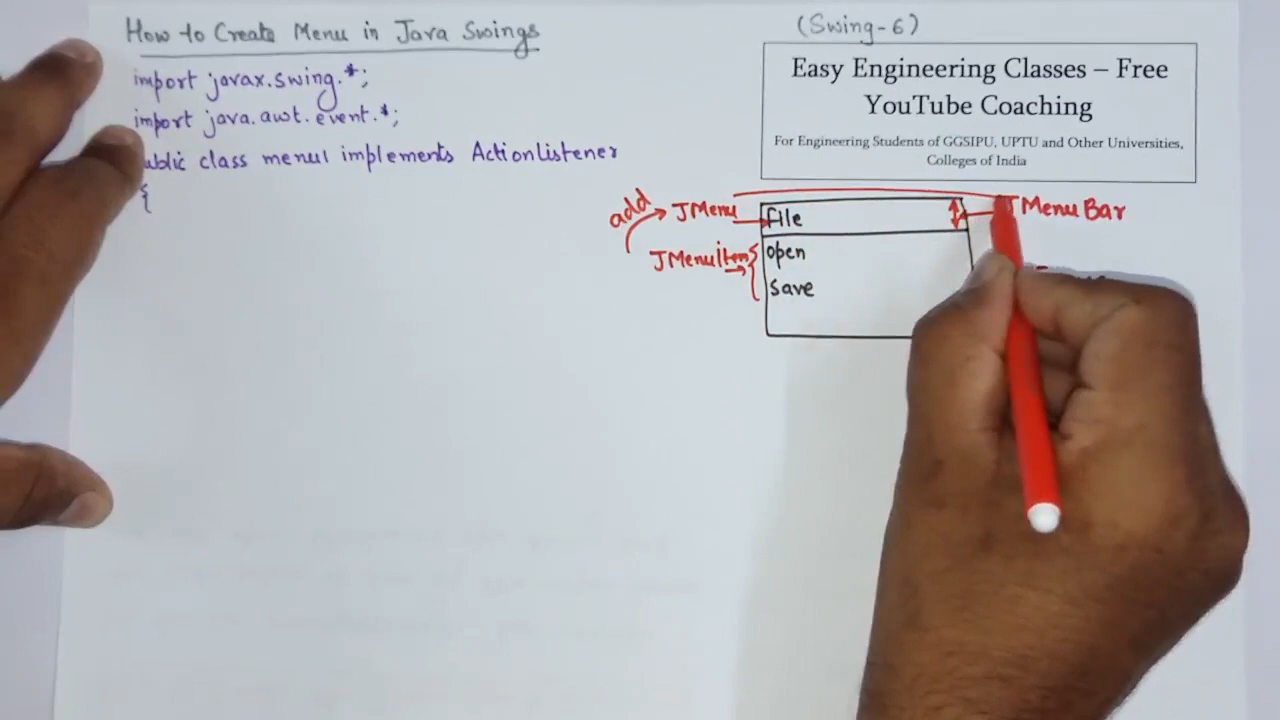 How to Create Menu in Java Swings
(Swing-6)
import javax.swing.*;
import java.awt.event.*;
public class menu1 implements ActionListener
{
Easy Engineering Classes – Free
YouTube Coaching
For Engineering Students of GGSIPU, UPTU and Other Universities,
Colleges of India
add
JMenu
file
JMenuBar
JMenuItem
open
save